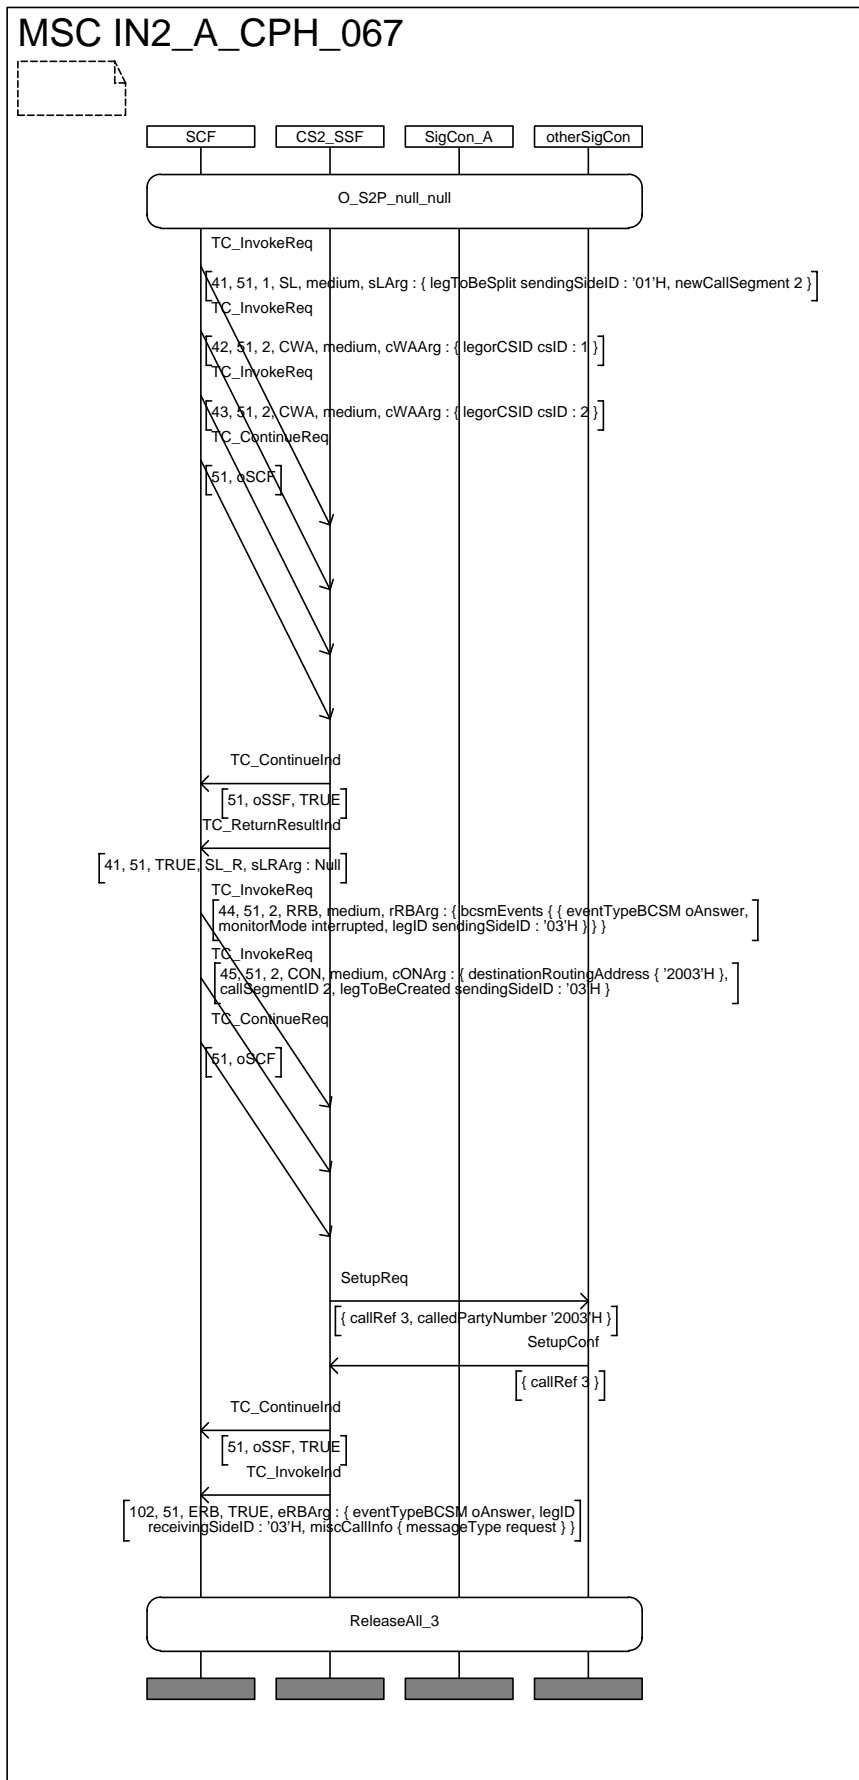 MSC IN2_A_CPH_067
SCF
CS2_SSF
SigCon_A
otherSigCon
O_S2P_null_null
TC_InvokeReq
41, 51, 1, SL, medium, sLArg : { legToBeSplit sendingSideID : '01'H, newCallSegment 2 }
TC_InvokeReq
42, 51, 2, CWA, medium, cWAArg : { legorCSID csID : 1 }
TC_InvokeReq
43, 51, 2, CWA, medium, cWAArg : { legorCSID csID : 2 }
TC_ContinueReq
51, oSCF
TC_ContinueInd
51, oSSF, TRUE
TC_ReturnResultInd
41, 51, TRUE, SL_R, sLRArg : Null
TC_InvokeReq
44, 51, 2, RRB, medium, rRBArg : { bcsmEvents { { eventTypeBCSM oAnswer,
monitorMode interrupted, legID sendingSideID : '03'H } } }
TC_InvokeReq
45, 51, 2, CON, medium, cONArg : { destinationRoutingAddress { '2003'H },
callSegmentID 2, legToBeCreated sendingSideID : '03'H }
TC_ContinueReq
51, oSCF
SetupReq
{ callRef 3, calledPartyNumber '2003'H }
SetupConf
{ callRef 3 }
TC_ContinueInd
51, oSSF, TRUE
TC_InvokeInd
102, 51, ERB, TRUE, eRBArg : { eventTypeBCSM oAnswer, legID
receivingSideID : '03'H, miscCallInfo { messageType request } }
ReleaseAll_3